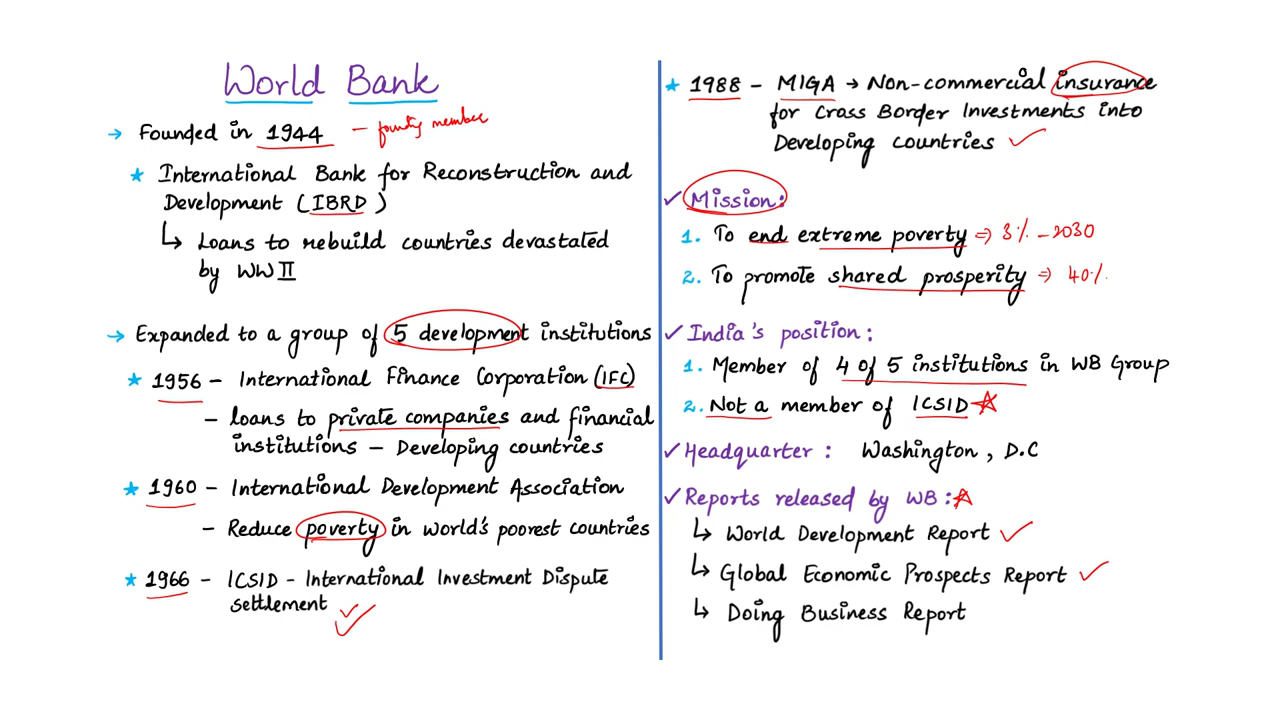 World Bank
→ Founded in 1944 – founding member
★ International Bank for Reconstruction and
Development (IBRD)
↳ Loans to rebuild countries devastated
by WW II
→ Expanded to a group of 5 development institutions
★ 1956 – International Finance Corporation (IFC)
– loans to private companies and financial
institutions – Developing countries
★ 1960 – International Development Association
– Reduce poverty in world's poorest countries
★ 1966 – ICSID – International Investment Dispute
settlement ✓✓
★ 1988 – MIGA → Non-commercial insurance
for Cross Border Investments into
Developing countries ✓
✓ Mission:
1. To end extreme poverty ⇒ 3% – 2030
2. To promote shared prosperity ⇒ 40%
✓ India's position:
1. Member of 4 of 5 institutions in WB Group
2. Not a member of ICSID ☆
✓ Headquarter: Washington, D.C
✓ Reports released by WB: ☆
↳ World Development Report ✓
↳ Global Economic Prospects Report ✓
↳ Doing Business Report